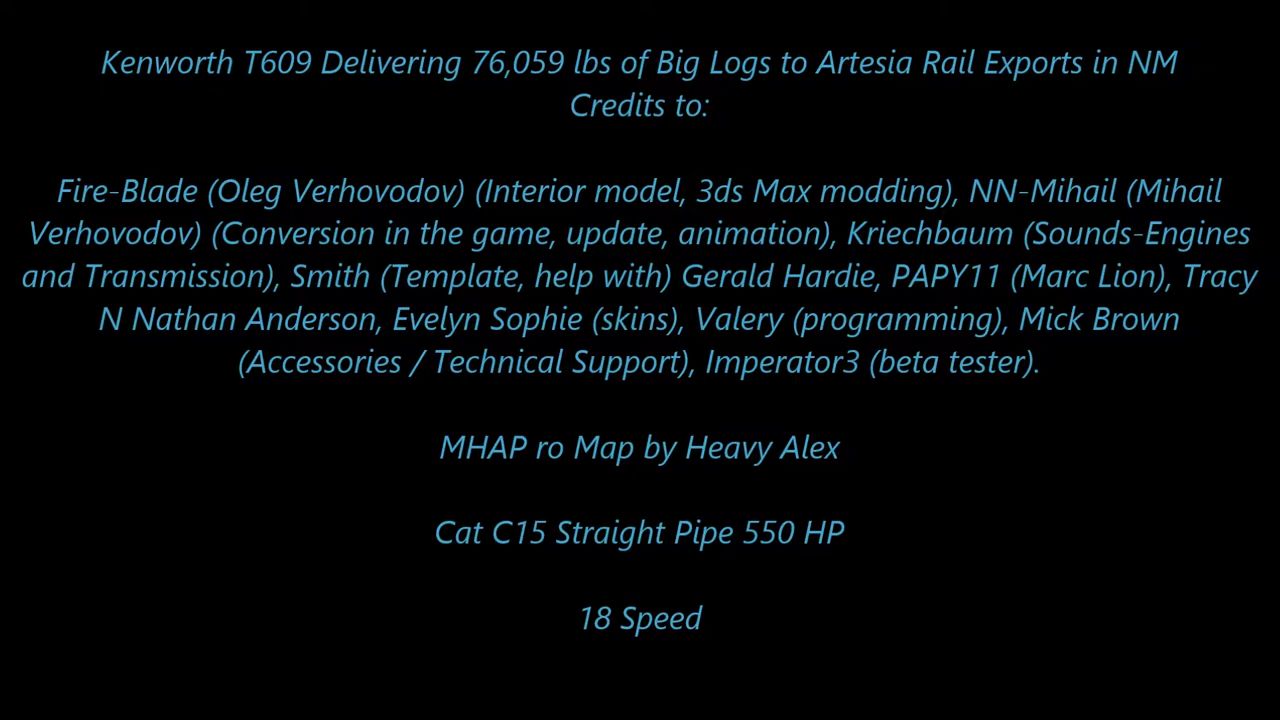 Kenworth T609 Delivering 76,059 lbs of Big Logs to Artesia Rail Exports in NM
Credits to:
Fire-Blade (Oleg Verhovodov) (Interior model, 3ds Max modding), NN-Mihail (Mihail
Verhovodov) (Conversion in the game, update, animation), Kriechbaum (Sounds-Engines
and Transmission), Smith (Template, help with) Gerald Hardie, PAPY11 (Marc Lion), Tracy
N Nathan Anderson, Evelyn Sophie (skins), Valery (programming), Mick Brown
(Accessories / Technical Support), Imperator3 (beta tester).
MHAP ro Map by Heavy Alex
Cat C15 Straight Pipe 550 HP
18 Speed